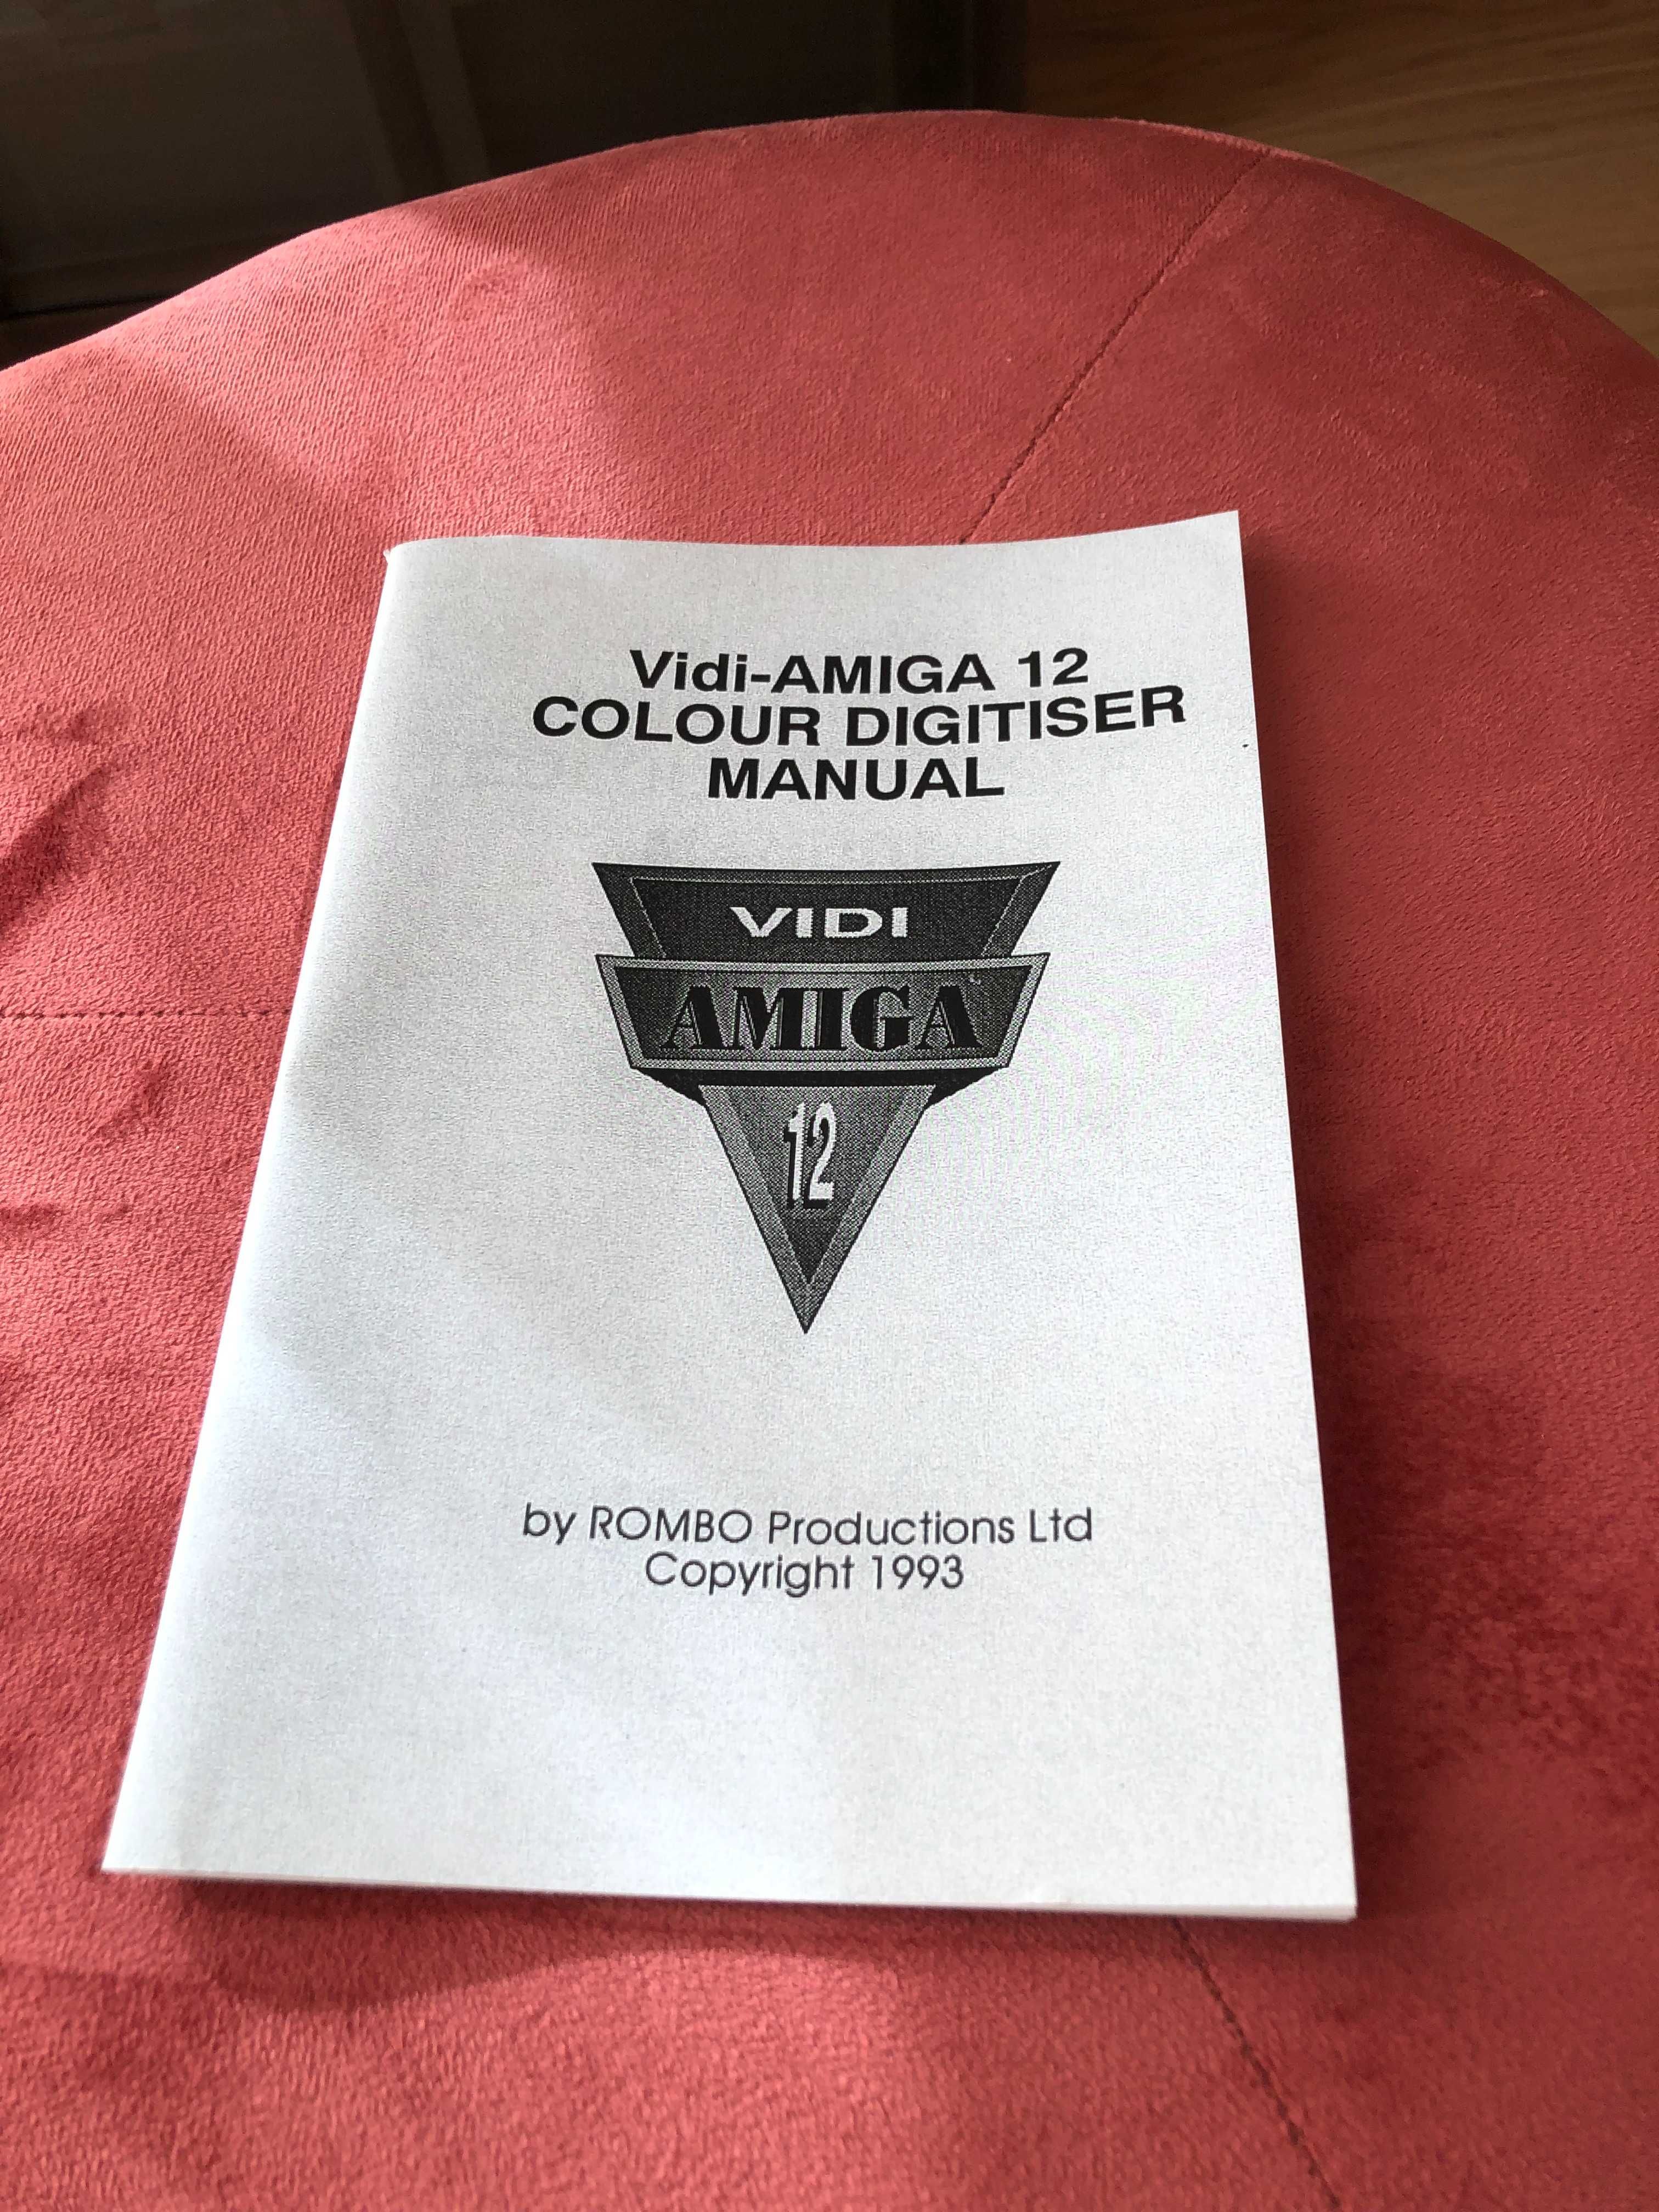 Vidi-AMIGA 12
COLOUR DIGITISER
MANUAL
VIDI
AMIGA
12
by ROMBO Productions Ltd
Copyright 1993